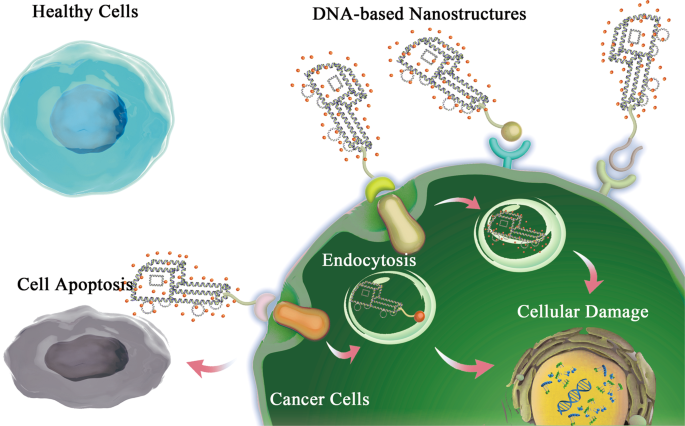 Healthy Cells
DNA-based Nanostructures
Endocytosis
Cell Apoptosis
Cellular Damage
Cancer Cells